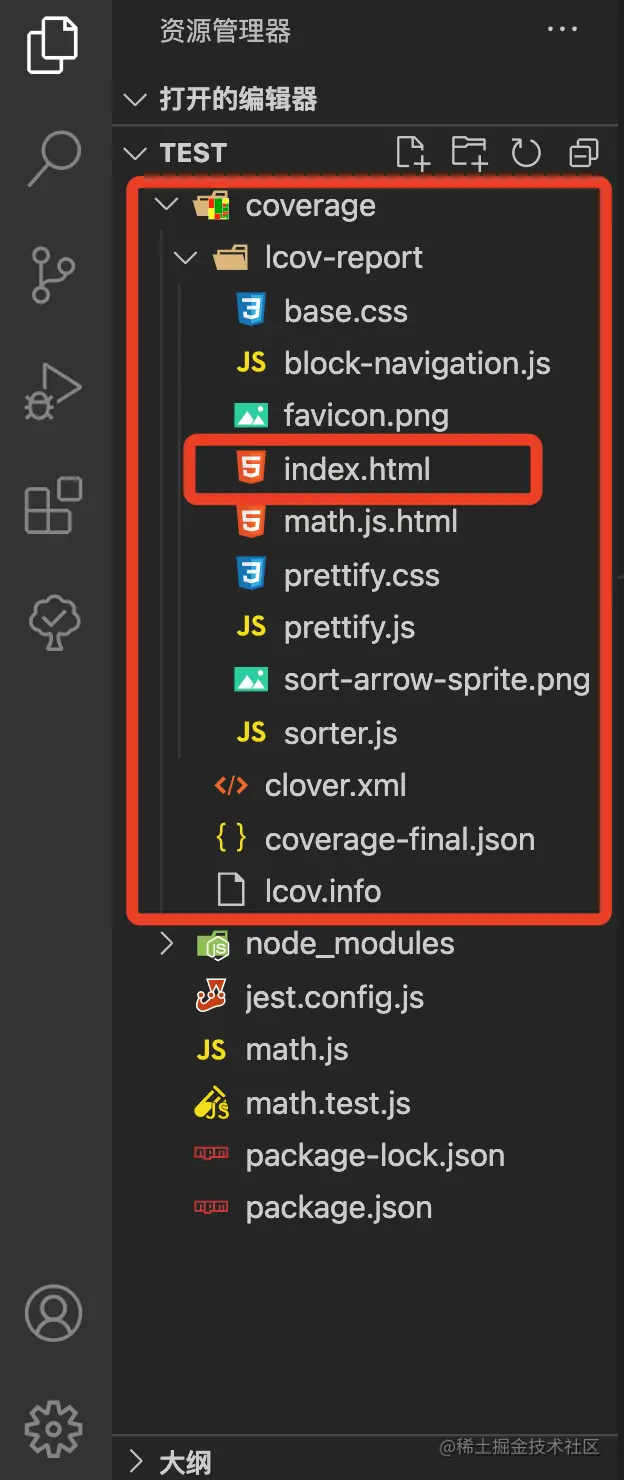 资源管理器
打开的编辑器
TEST
coverage
lcov-report
base.css
JS block-navigation.js
favicon.png
index.html
math.js.html
prettify.css
JS prettify.js
sort-arrow-sprite.png
JS sorter.js
clover.xml
coverage-final.json
lcov.info
node_modules
jest.config.js
JS math.js
math.test.js
package-lock.json
package.json
大纲
@稀土掘金技术社区